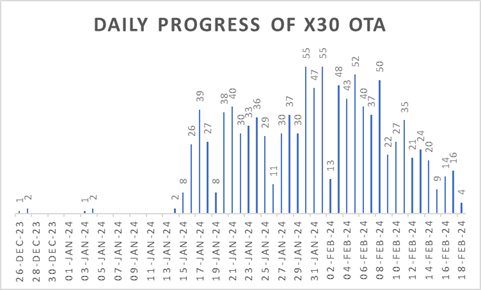 DAILY PROGRESS OF X30 OTA
1
2
1
2
2
8
26
39
27
8
38
40
30
33
36
29
11
30
37
30
55
47
55
13
48
43
52
40
37
50
22
27
35
21
24
20
9
14
16
4
26-DEC-23
28-DEC-23
30-DEC-23
01-JAN-24
03-JAN-24
05-JAN-24
07-JAN-24
09-JAN-24
11-JAN-24
13-JAN-24
15-JAN-24
17-JAN-24
19-JAN-24
21-JAN-24
23-JAN-24
25-JAN-24
27-JAN-24
29-JAN-24
31-JAN-24
02-FEB-24
04-FEB-24
06-FEB-24
08-FEB-24
10-FEB-24
12-FEB-24
14-FEB-24
16-FEB-24
18-FEB-24